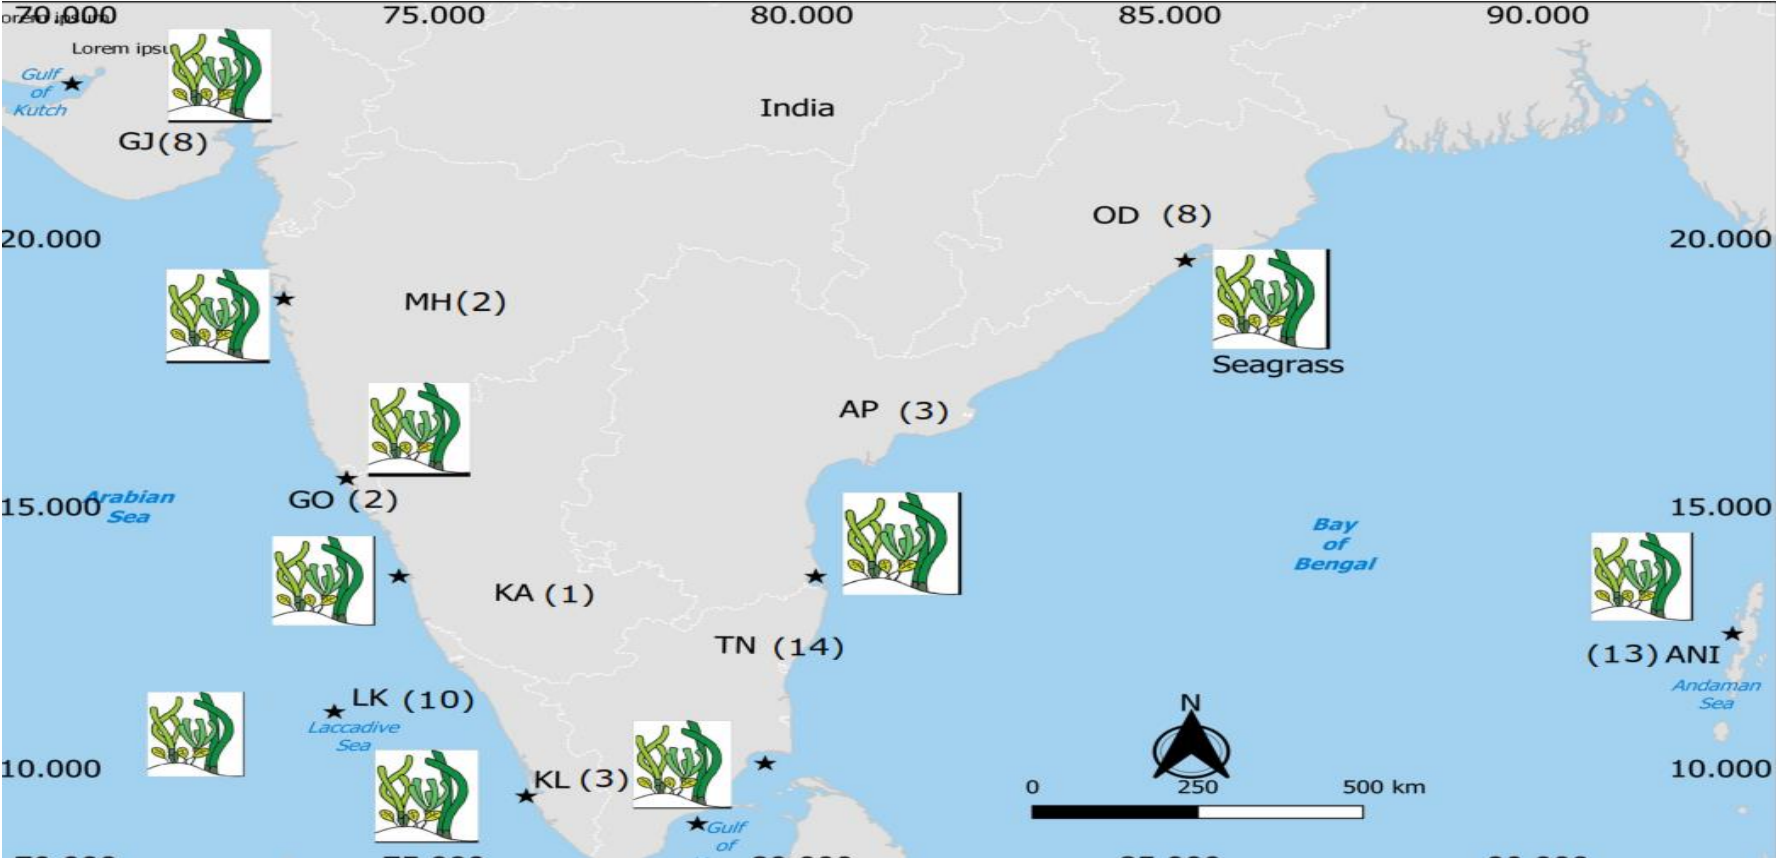 70.000 75.000 80.000 85.000 90.000
Lorem ipsum
Lorem ipsu
Gulf
of
Kutch
India
GJ(8)
OD (8)
20.000 20.000
MH(2)
Seagrass
AP (3)
GO (2)
Arabian
Sea
15.000 15.000
Bay
of
Bengal
KA (1)
TN (14)
(13) ANI
Andaman
Sea
LK (10)
Laccadive
Sea
N
10.000 10.000
KL (3)
0 250 500 km
Gulf
of